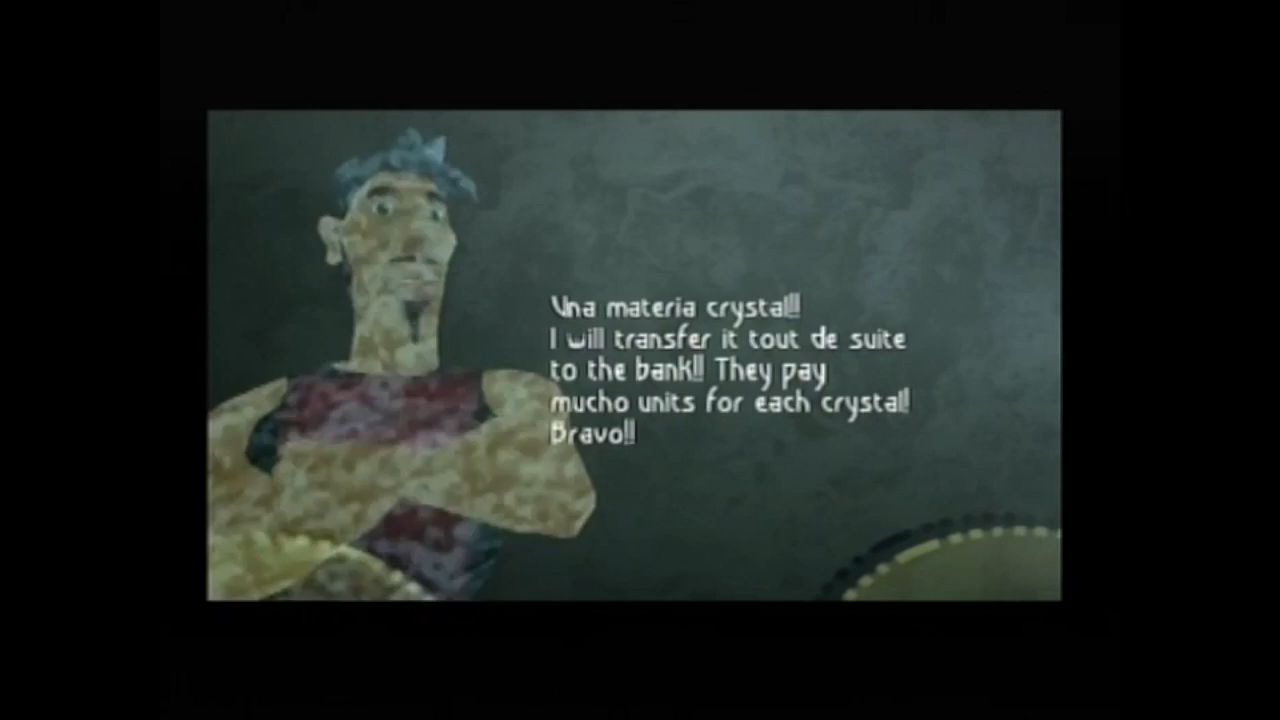 Una materia crystal!!
I will transfer it tout de suite
to the bank!! They pay
mucho units for each crystal!
Bravo!!